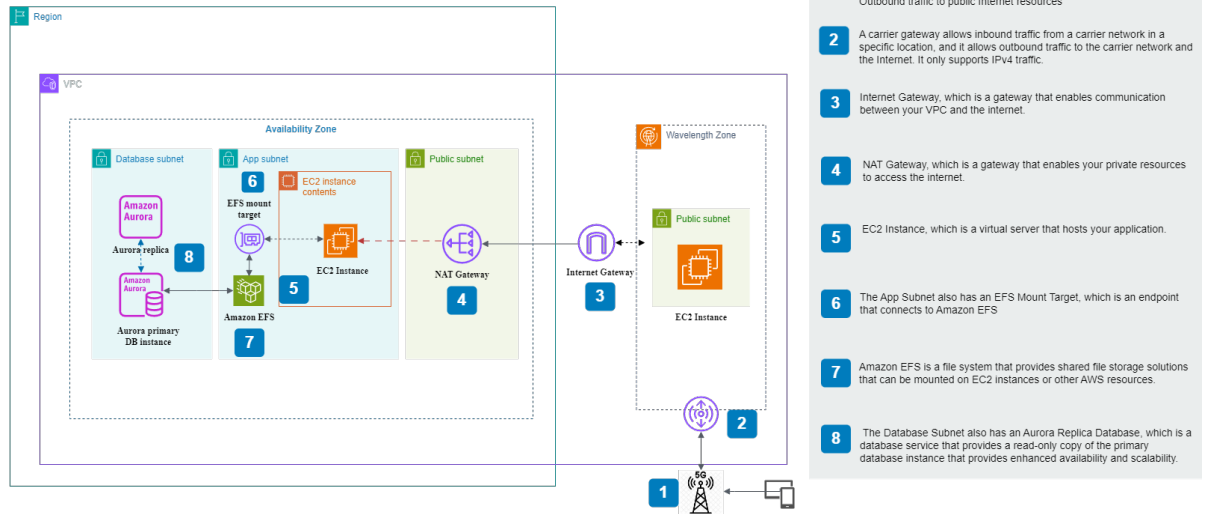 Region
VPC
Availability Zone
Database subnet
App subnet
Public subnet
Wavelength Zone
6
EC2 instance
contents
Amazon
Aurora
EFS mount
target
Public subnet
Aurora replica
8
EC2 Instance
NAT Gateway
Internet Gateway
Amazon
Aurora
5
4
3
EC2 Instance
Amazon EFS
Aurora primary
DB instance
7
2
1
5G
Outbound traffic to public Internet resources
2
A carrier gateway allows inbound traffic from a carrier network in a
specific location, and it allows outbound traffic to the carrier network and
the Internet. It only supports IPv4 traffic.
3
Internet Gateway, which is a gateway that enables communication
between your VPC and the internet.
4
NAT Gateway, which is a gateway that enables your private resources
to access the internet.
5
EC2 Instance, which is a virtual server that hosts your application.
6
The App Subnet also has an EFS Mount Target, which is an endpoint
that connects to Amazon EFS
7
Amazon EFS is a file system that provides shared file storage solutions
that can be mounted on EC2 instances or other AWS resources.
8
The Database Subnet also has an Aurora Replica Database, which is a
database service that provides a read-only copy of the primary
database instance that provides enhanced availability and scalability.